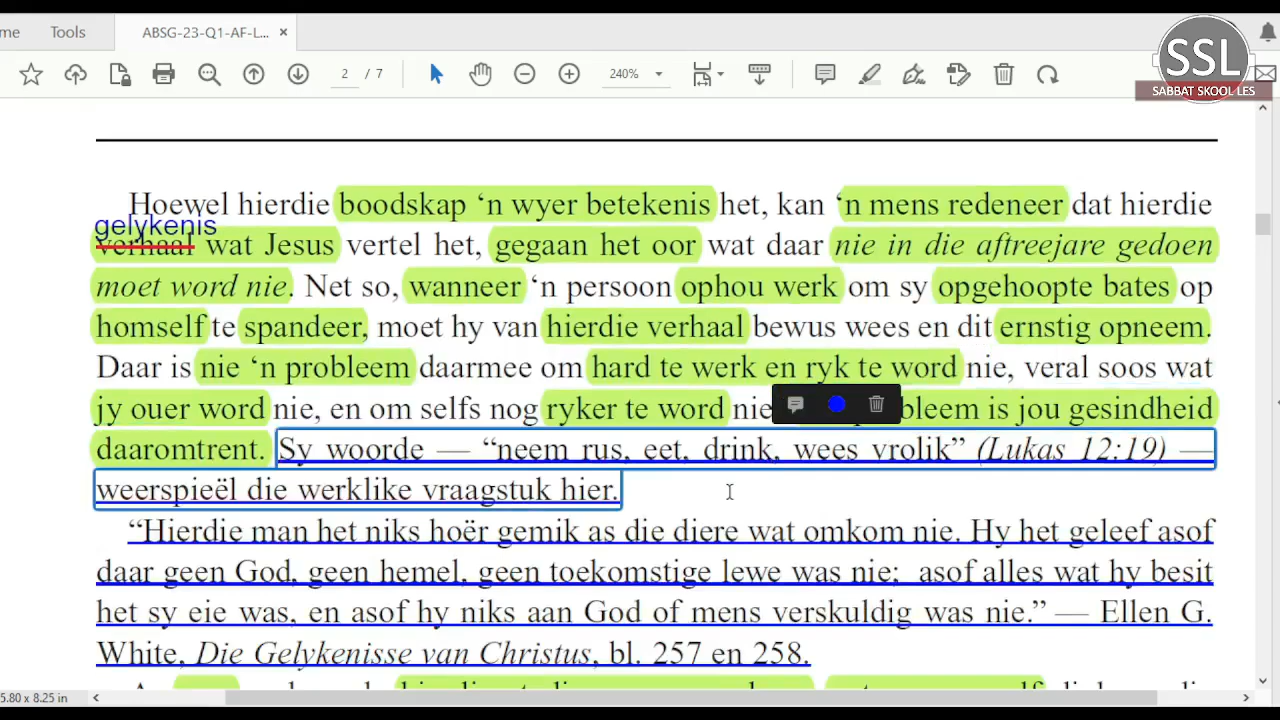 me
Tools
ABSG-23-Q1-AF-L... ×
2 / 7
240%
SSL
SABBAT SKOOL LES
Hoewel hierdie boodskap ‘n wyer betekenis het, kan ‘n mens redeneer dat hierdie
gelykenis
verhaal wat Jesus vertel het, gegaan het oor wat daar nie in die aftreejare gedoen
moet word nie. Net so, wanneer ‘n persoon ophou werk om sy opgehoopte bates op
homself te spandeer, moet hy van hierdie verhaal bewus wees en dit ernstig opneem.
Daar is nie ‘n probleem daarmee om hard te werk en ryk te word nie, veral soos wat
jy ouer word nie, en om selfs nog ryker te word nie bleem is jou gesindheid
daaromtrent. Sy woorde — “neem rus, eet, drink, wees vrolik” (Lukas 12:19) —
weerspieël die werklike vraagstuk hier.
“Hierdie man het niks hoër gemik as die diere wat omkom nie. Hy het geleef asof
daar geen God, geen hemel, geen toekomstige lewe was nie; asof alles wat hy besit
het sy eie was, en asof hy niks aan God of mens verskuldig was nie.” — Ellen G.
White, Die Gelykenisse van Christus, bl. 257 en 258.
5.80 x 8.25 in